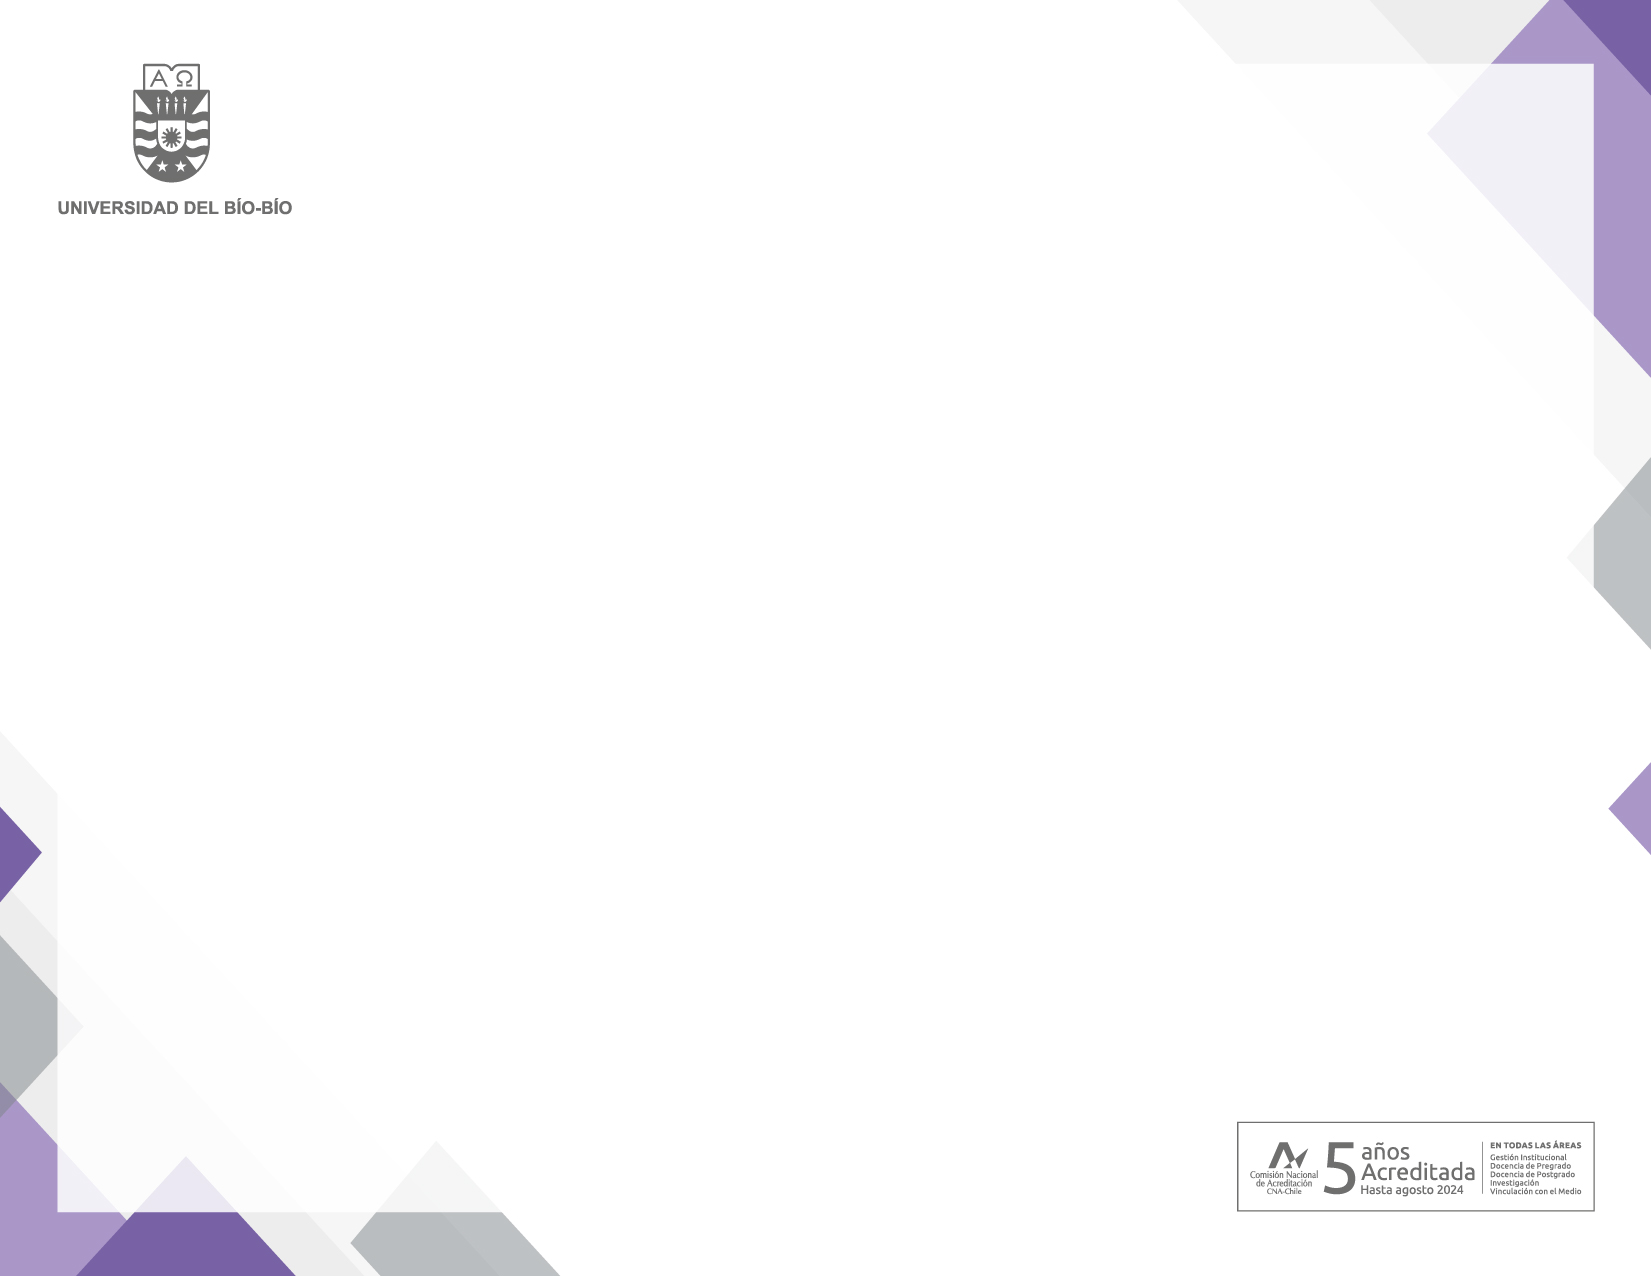 Α Ω
UNIVERSIDAD DEL BÍO-BÍO
Comisión Nacional
de Acreditación
CNA-Chile
5 años
Acreditada
Hasta agosto 2024
EN TODAS LAS ÁREAS
Gestión Institucional
Docencia de Pregrado
Docencia de Postgrado
Investigación
Vinculación con el Medio